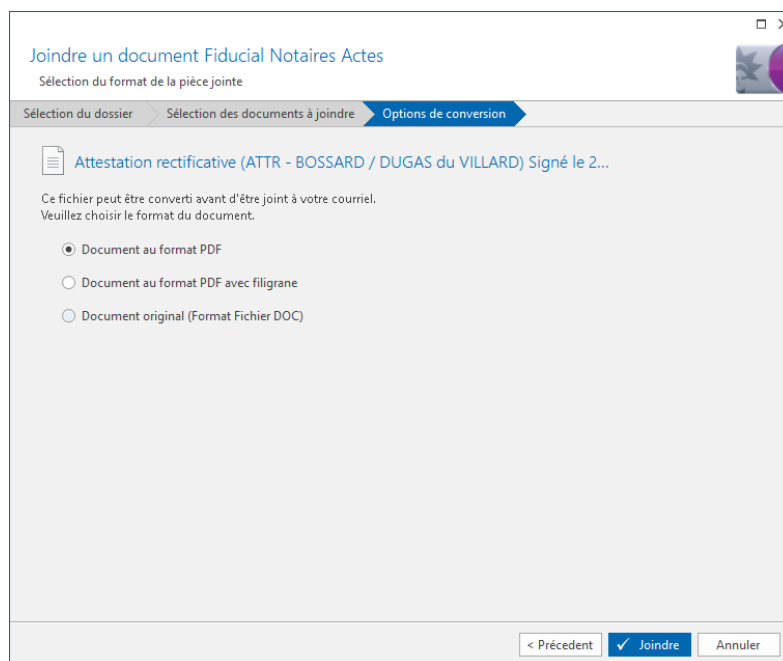 Joindre un document Fiducial Notaires Actes
Sélection du format de la pièce jointe
Sélection du dossier Sélection des documents à joindre Options de conversion
Attestation rectificative (ATTR - BOSSARD / DUGAS du VILLARD) Signé le 2...
Ce fichier peut être converti avant d'être joint à votre courriel.
Veuillez choisir le format du document.
Document au format PDF
Document au format PDF avec filigrane
Document original (Format Fichier DOC)
< Précedent Joindre Annuler